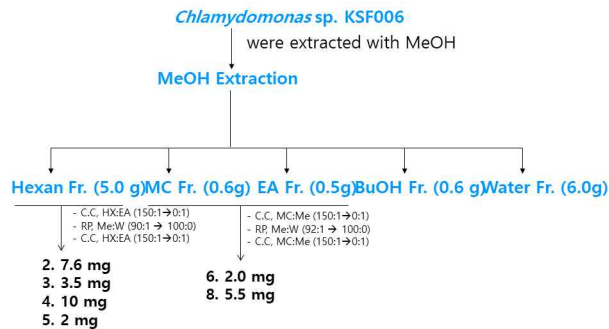 Chlamydomonas sp. KSF006
were extracted with MeOH
MeOH Extraction
Hexan Fr. (5.0 g) MC Fr. (0.6g) EA Fr. (0.5g) BuOH Fr. (0.6 g) Water Fr. (6.0g)
- C.C, HX:EA (150:1→0:1)
- RP, Me:W (90:1 → 100:0)
- C.C, HX:EA (150:1→0:1)
2. 7.6 mg
3. 3.5 mg
4. 10 mg
5. 2 mg
- C.C, MC:Me (150:1→0:1)
- RP, Me:W (92:1 → 100:0)
- C.C, MC:Me (150:1→0:1)
6. 2.0 mg
8. 5.5 mg